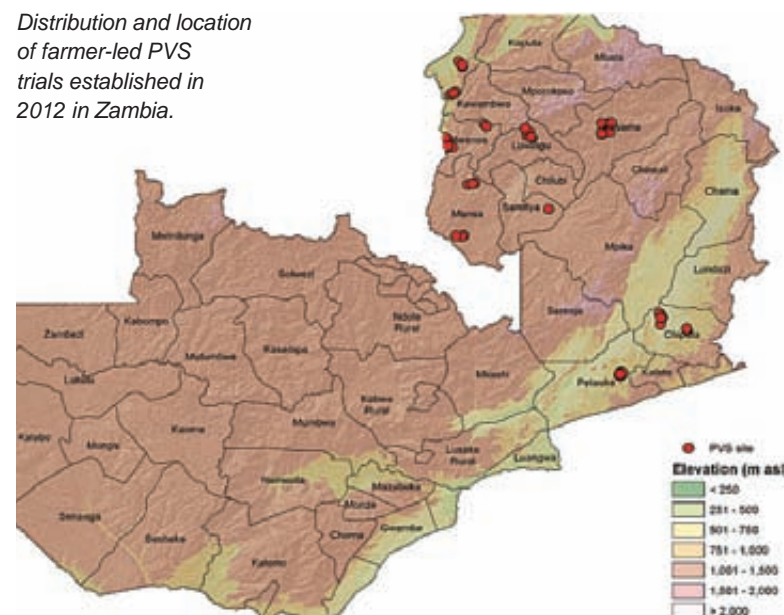 Distribution and location
of farmer-led PVS
trials established in
2012 in Zambia.
Kaputa
Mbala
Mporokoso
Kawambwa
Isoka
Mwense
Luwingu
Kasama
Chinsali
Chilubi
Chama
Samfya
Mansa
Mpika
Mwinilunga
Lundazi
Solwezi
Serenje
Ndola
Rural
Chipata
Zambezi
Kabompo
Kasempa
Mufumbwe
Mkushi
Petauke
Katete
Lukulu
Kabwe
Rural
Kalabo
Kaoma
Mumbwa
Mongu
Lusaka
Rural
Luangwa
Namwala
Mazabuka
Monze
Senanga
Sesheke
Choma
Gwembe
Kalomo
PVS site
Elevation (m asl)
< 250
251 - 500
501 - 750
751 - 1,000
1,001 - 1,500
1,501 - 2,000
> 2,000